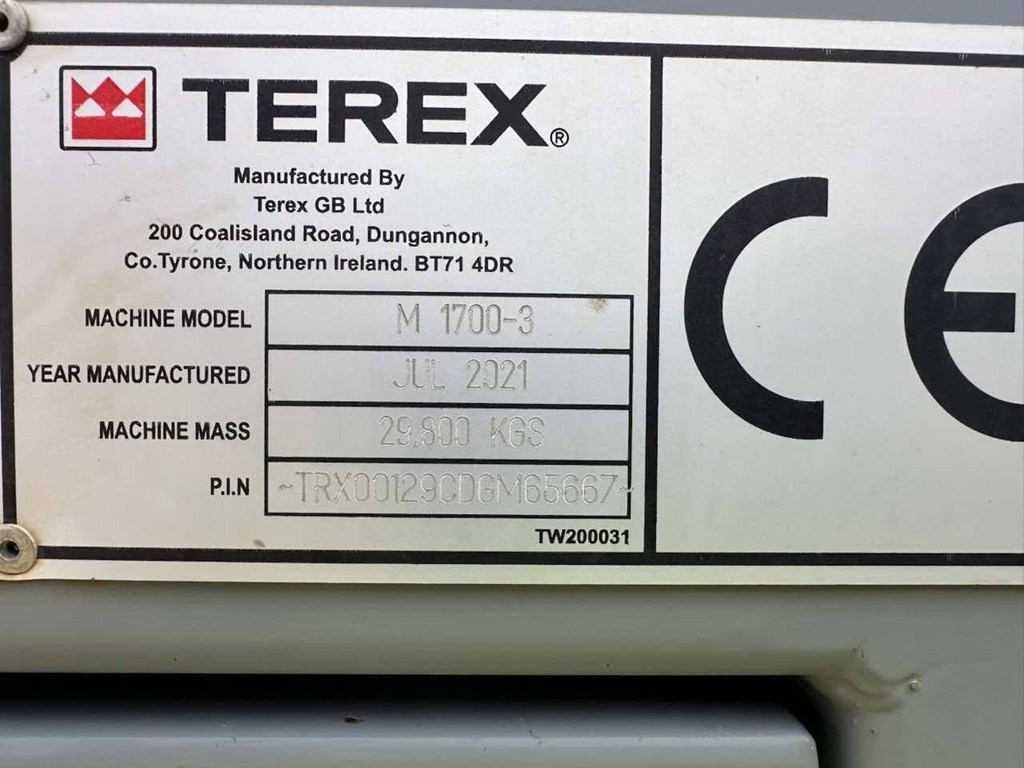 TEREX®
Manufactured By
Terex GB Ltd
200 Coalisland Road, Dungannon,
Co.Tyrone, Northern Ireland. BT71 4DR
MACHINE MODEL M 1700-3
YEAR MANUFACTURED JUL 2021
MACHINE MASS 29,800 KGS
P.I.N ~TRX00129CDGM65667~
TW200031
CE